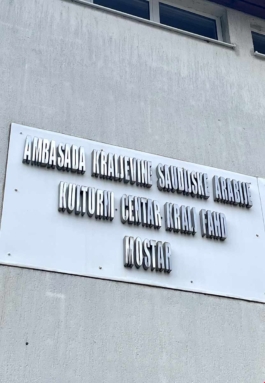 AMBASADA KRALJEVINE SAUDIJSKE ARABIJE
KULTURNI CENTAR KRALJ FAHD
MOSTAR